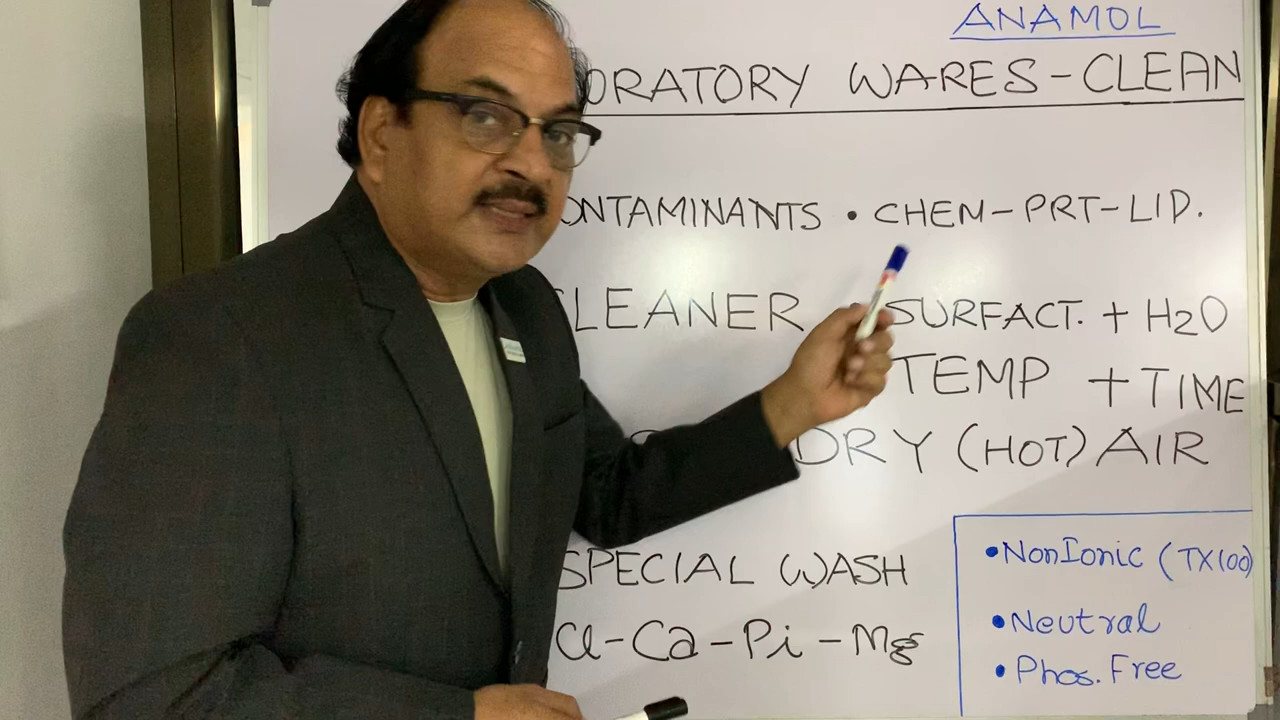 ANAMOL
ORATORY WARES-CLEAN
ONTAMINANTS • CHEM-PRT-LID.
CLEANER SURFACT. + H2O
TEMP + TIME
DRY (HOT) AIR
SPECIAL WASH
Cl-Ca-Pi-Mg
• NonIonic (TX100)
• Neutral
• Phos. Free